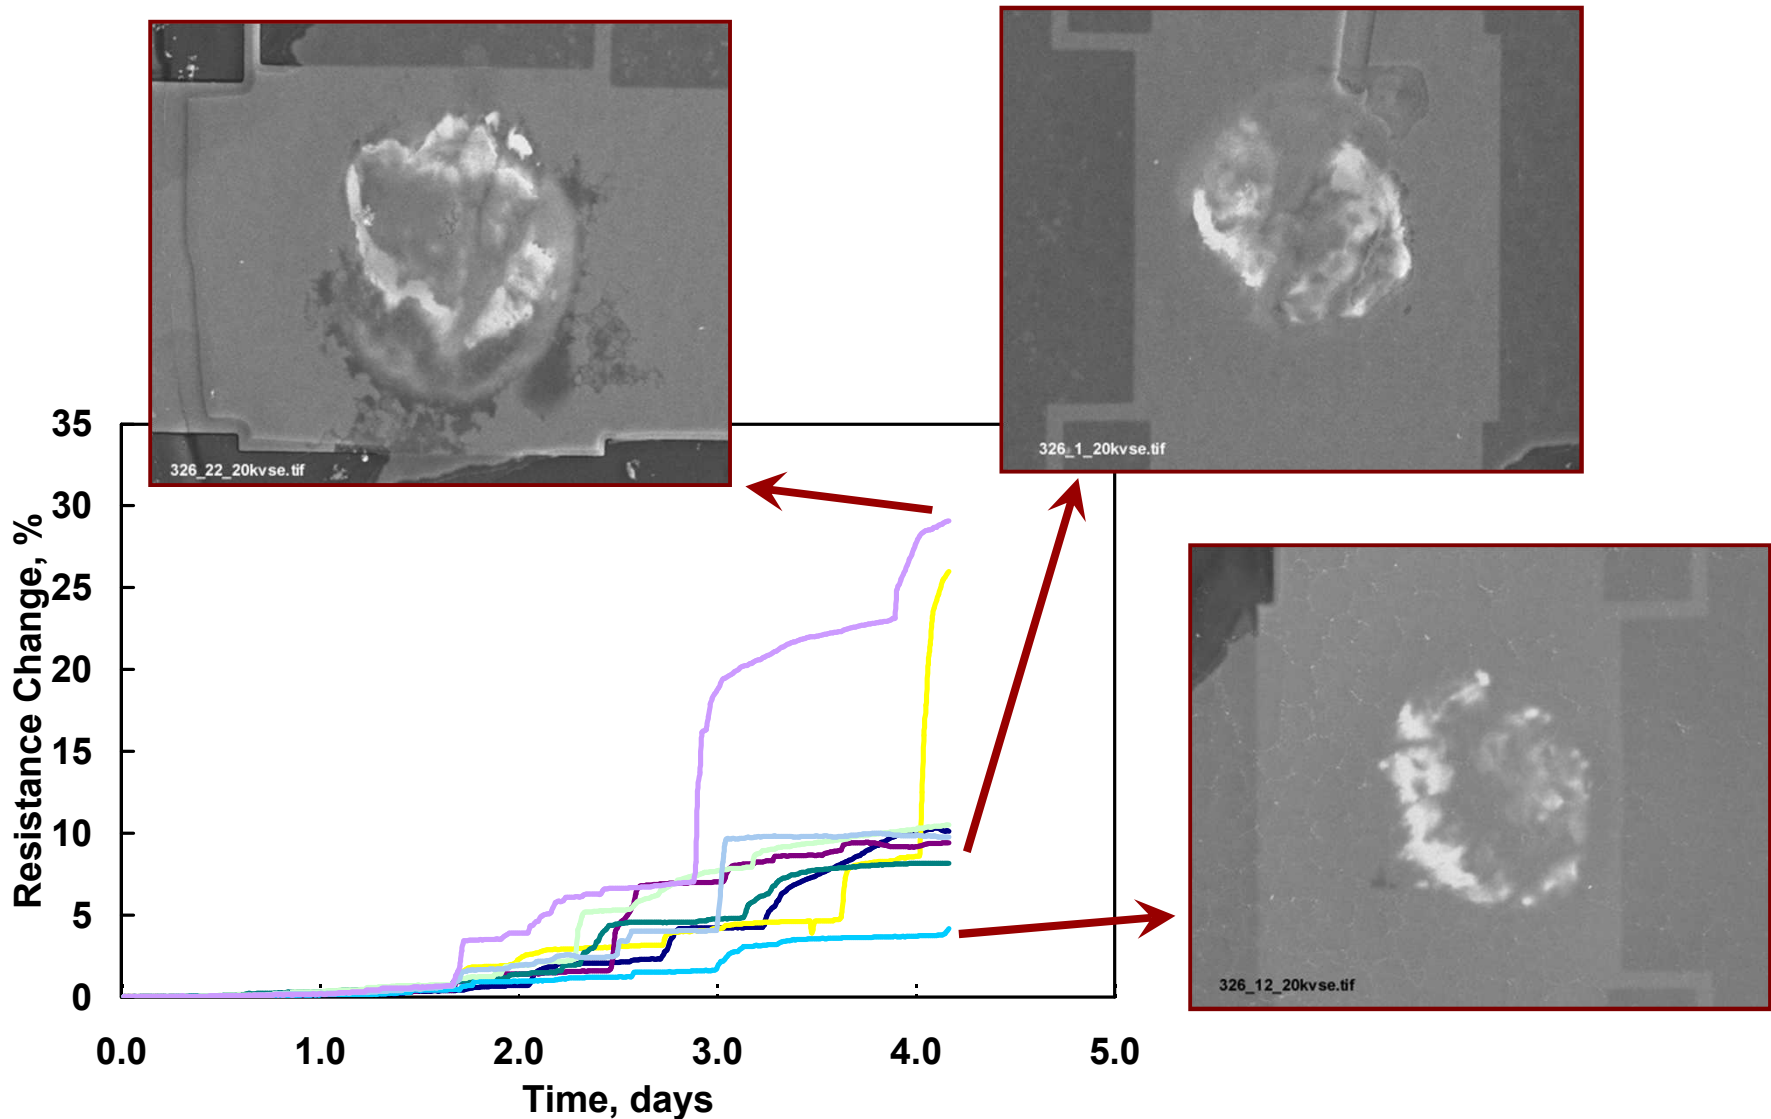 326_22_20kvse.tif
326_1_20kvse.tif
326_12_20kvse.tif
Resistance Change, %
35
30
25
20
15
10
5
0
0.0 1.0 2.0 3.0 4.0 5.0
Time, days